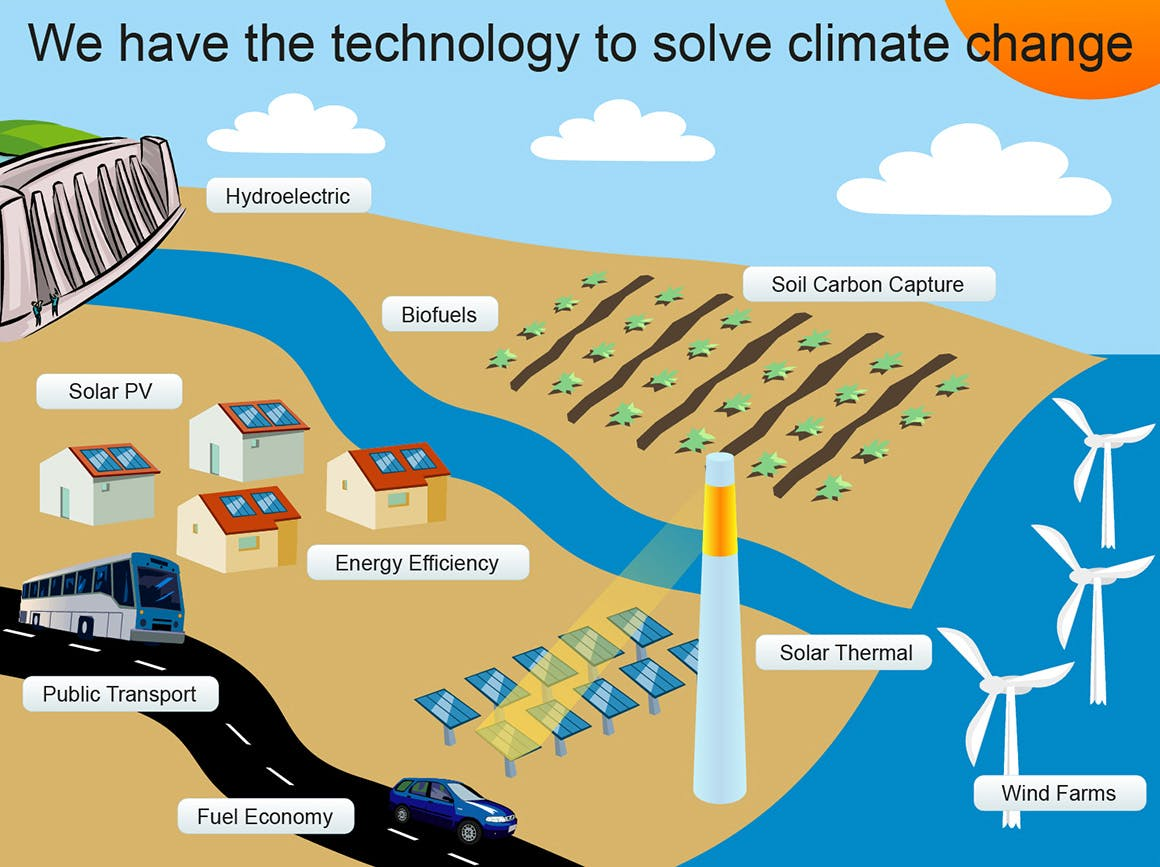 We have the technology to solve climate change
Hydroelectric
Soil Carbon Capture
Biofuels
Solar PV
Energy Efficiency
Solar Thermal
Public Transport
Wind Farms
Fuel Economy